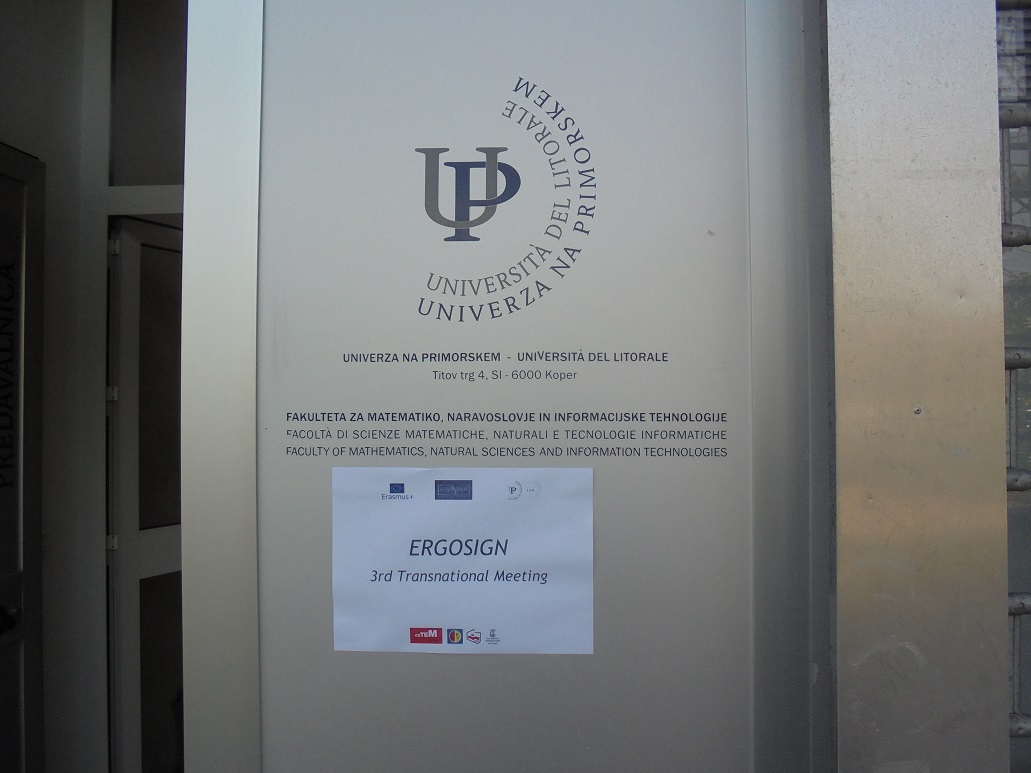 PREDAVALNICA
UP
UNIVERSITÀ DEL LITORALE
UNIVERZA NA PRIMORSKEM
UNIVERZA NA PRIMORSKEM - UNIVERSITÀ DEL LITORALE
Titov trg 4, SI - 6000 Koper
FAKULTETA ZA MATEMATIKO, NARAVOSLOVJE IN INFORMACIJSKE TEHNOLOGIJE
FACOLTÀ DI SCIENZE MATEMATICHE, NATURALI E TECNOLOGIE INFORMATICHE
FACULTY OF MATHEMATICS, NATURAL SCIENCES AND INFORMATION TECHNOLOGIES
Erasmus+
ERGOSIGN
3rd Transnational Meeting
CETEM